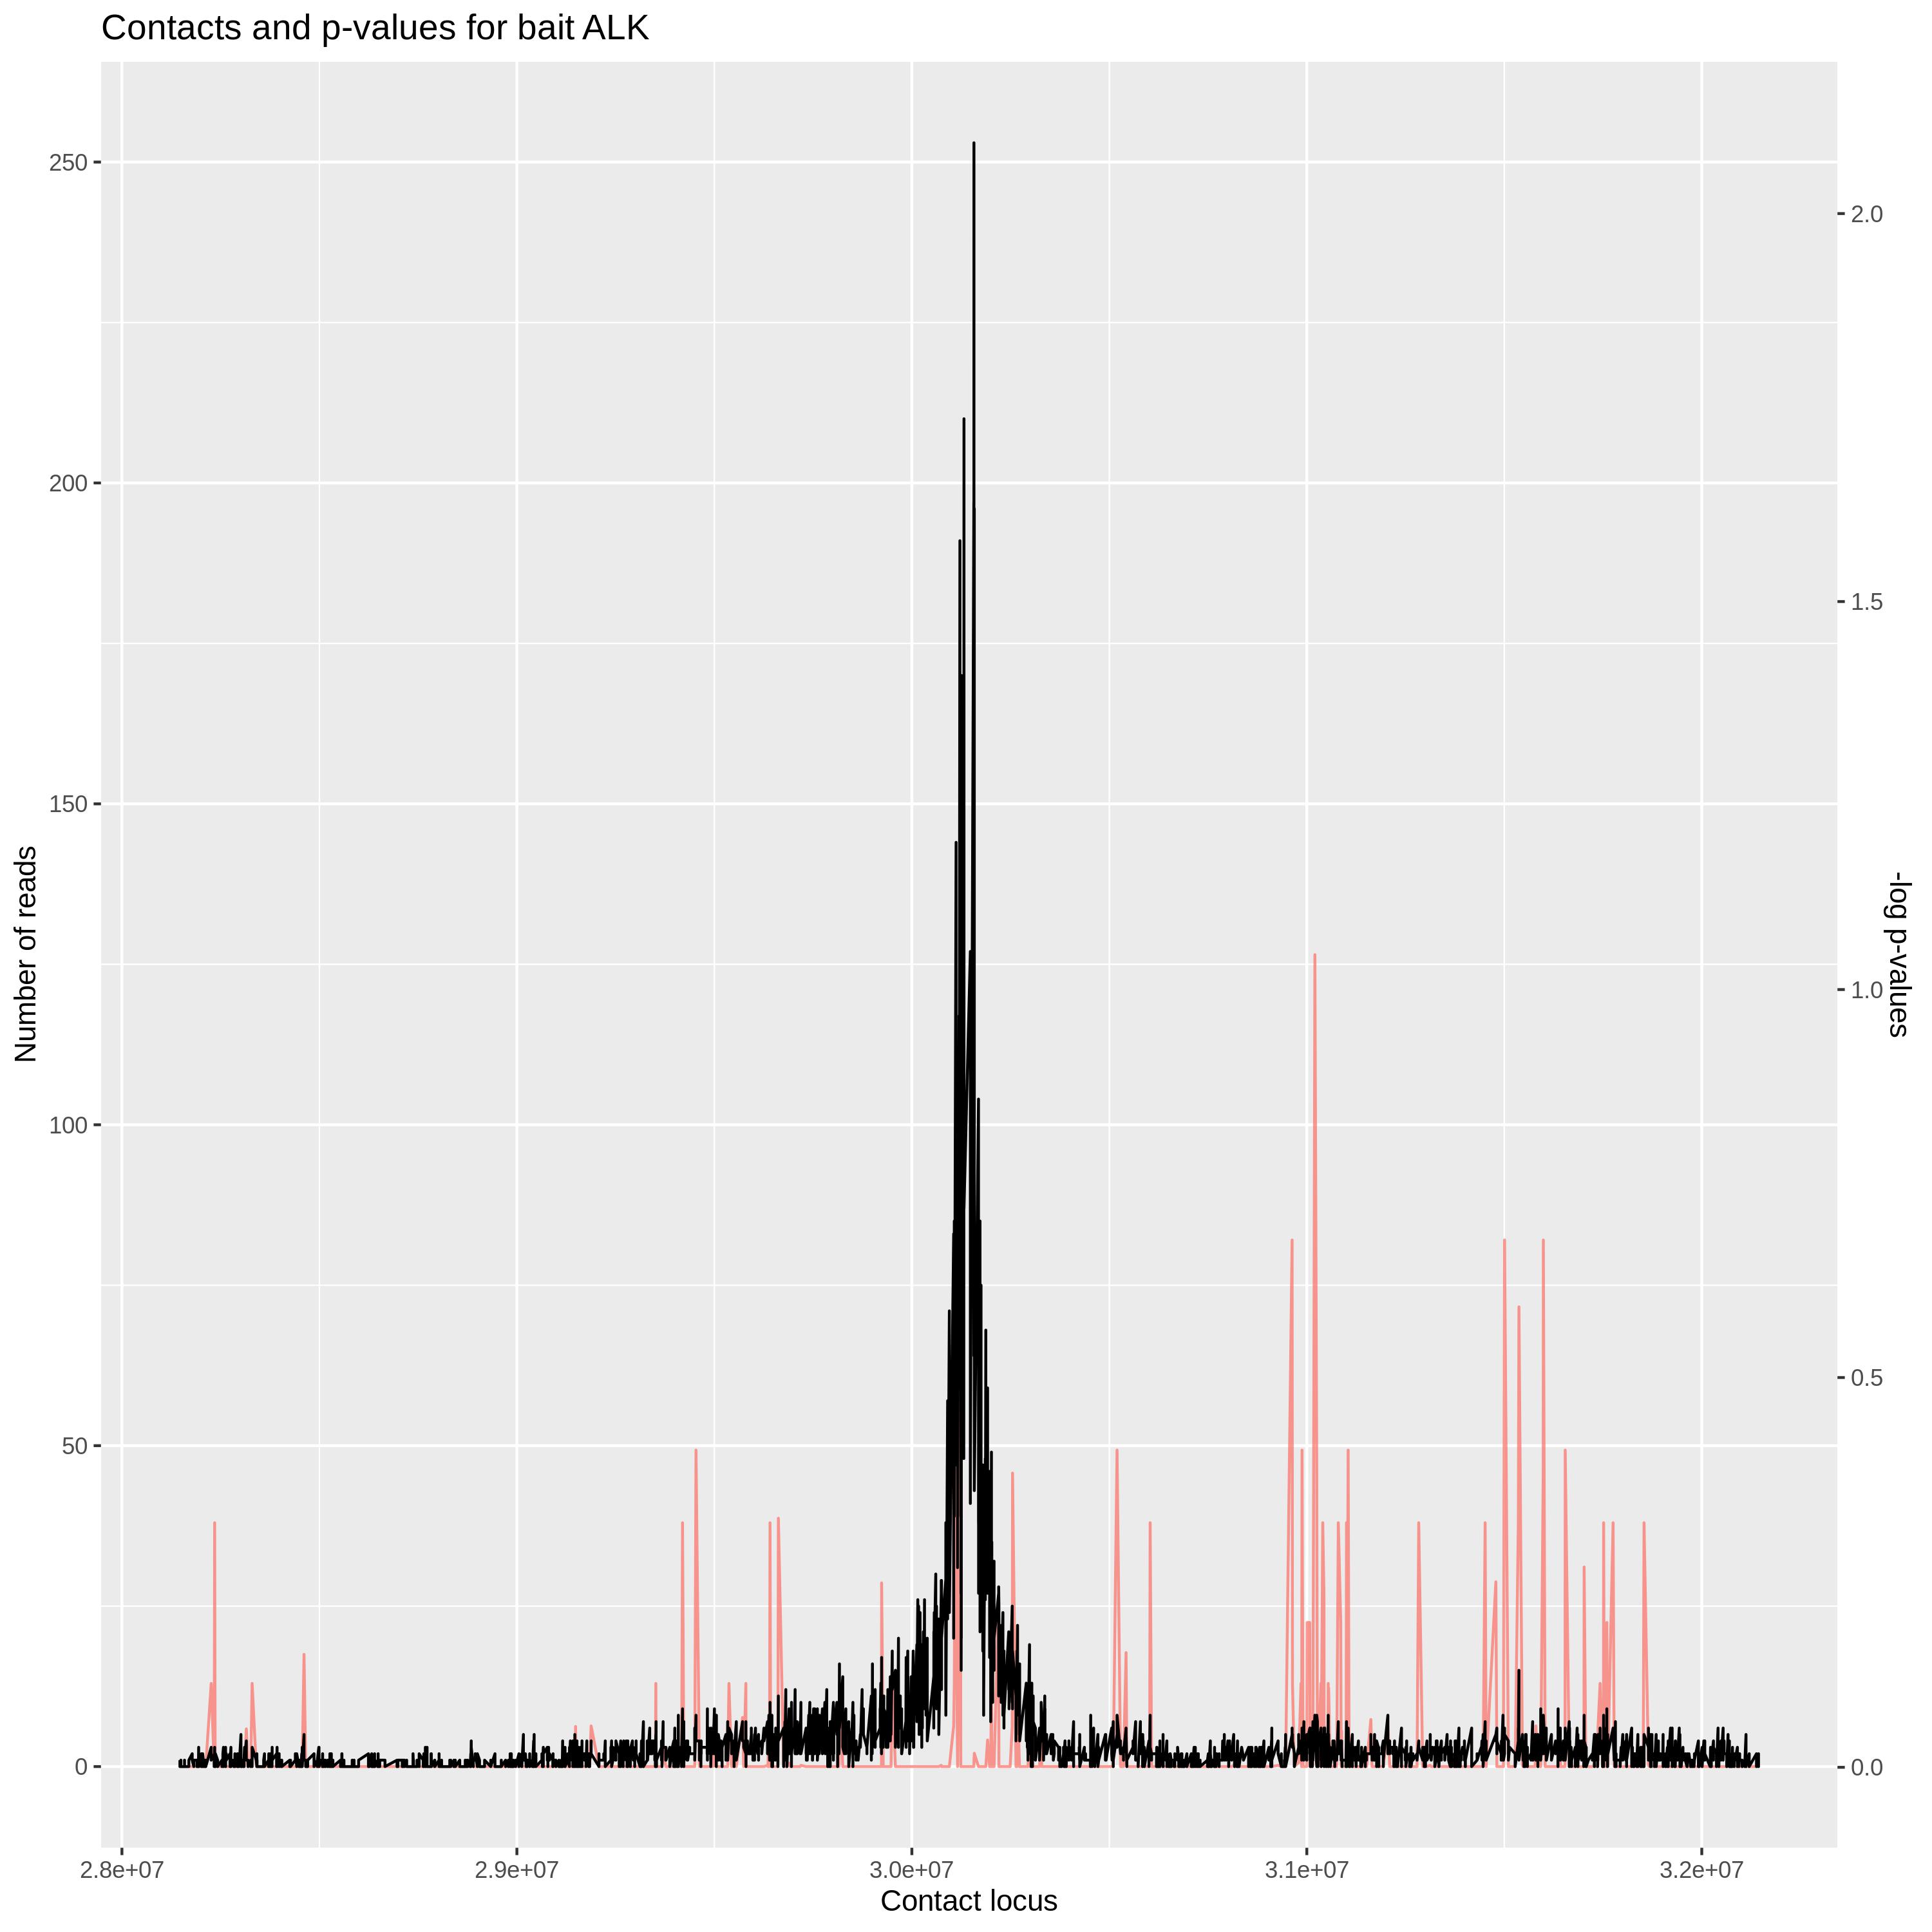 Contacts and p-values for bait ALK
250
200
150
100
50
0
Number of reads
2.0
1.5
1.0
0.5
0.0
-log p-values
2.8e+07
2.9e+07
3.0e+07
3.1e+07
3.2e+07
Contact locus